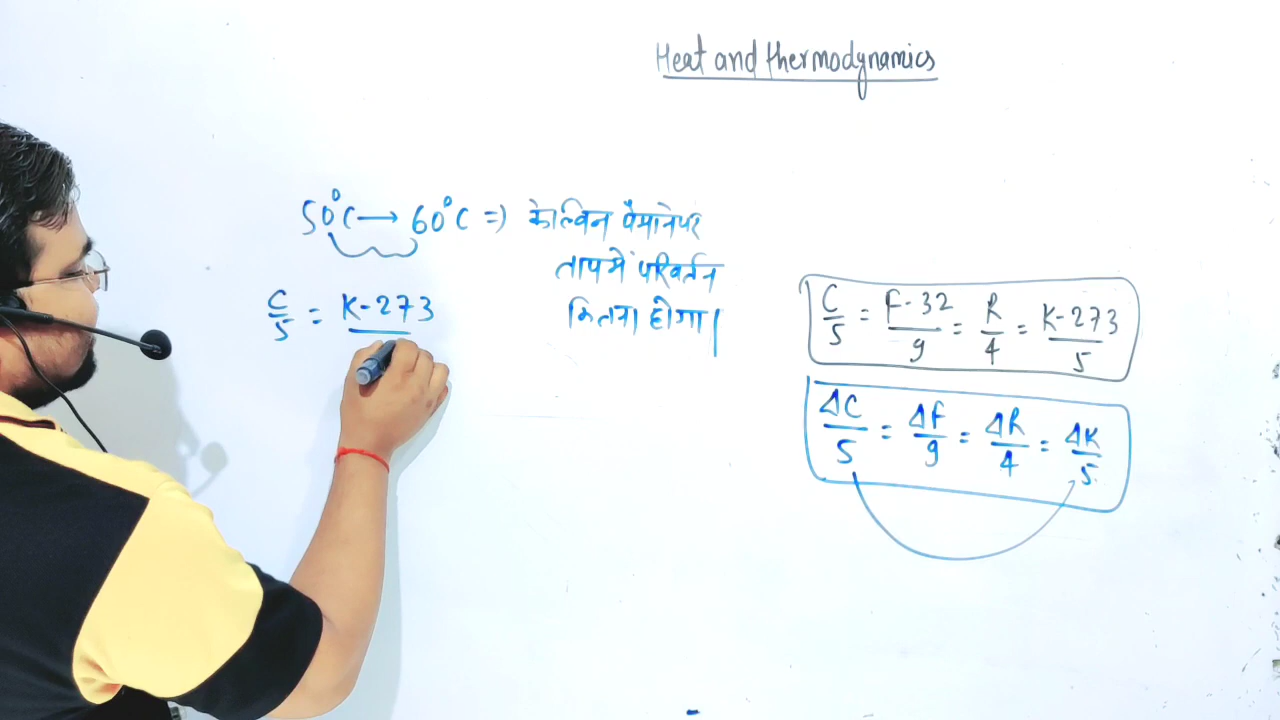 Heat and thermodynamics
50°C → 60°C ⇒ केल्विन पैमाने पर
ताप में परिवर्तन
कितना होगा।
C/5 = K-273
C/5 = F-32/9 = R/4 = K-273/5
ΔC/5 = ΔF/9 = ΔR/4 = ΔK/5